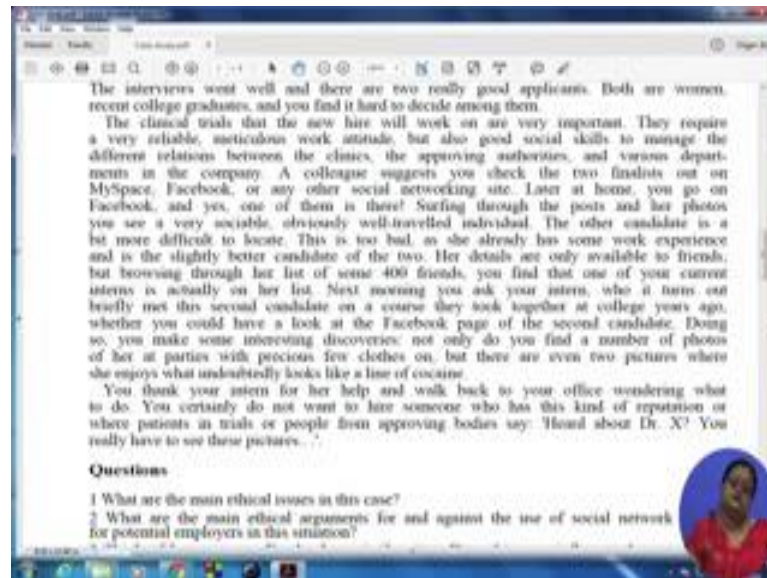 The interviews went well and there are two really good applicants. Both are women,
recent college graduates, and you find it hard to decide among them.
The clinical trials that the new hire will work on are very important. They require
a very reliable, meticulous work attitude, but also good social skills to manage the
different relations between the clinics, the approving authorities, and various depart-
ments in the company. A colleague suggests you check the two finalists out on
MySpace, Facebook, or any other social networking site. Later at home, you go on
Facebook, and yes, one of them is there! Surfing through the posts and her photos
you see a very sociable, obviously well-travelled individual. The other candidate is a
bit more difficult to locate. This is too bad, as she already has some work experience
and is the slightly better candidate of the two. Her details are only available to friends,
but browsing through her list of some 400 friends, you find that one of your current
interns is actually on her list. Next morning you ask your intern, who it turns out
briefly met this second candidate on a course they took together at college years ago,
whether you could have a look at the Facebook page of the second candidate. Doing
so, you make some interesting discoveries: not only do you find a number of photos
of her at parties with precious few clothes on, but there are even two pictures where
she enjoys what undoubtedly looks like a line of cocaine.
You thank your intern for her help and walk back to your office wondering what
to do. You certainly do not want to hire someone who has this kind of reputation or
where patients in trials or people from approving bodies say: 'Heard about Dr. X? You
really have to see these pictures...'.
Questions
1 What are the main ethical issues in this case?
2 What are the main ethical arguments for and against the use of social network
for potential employers in this situation?